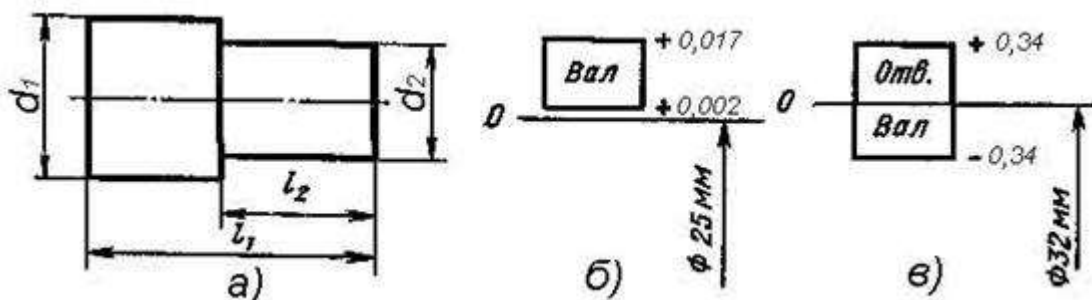 d1
d2
l2
l1
а)
Вал
+ 0,017
+ 0,002
0
ϕ 25 мм
б)
Отв.
Вал
+ 0,34
0
- 0,34
ϕ32 мм
в)